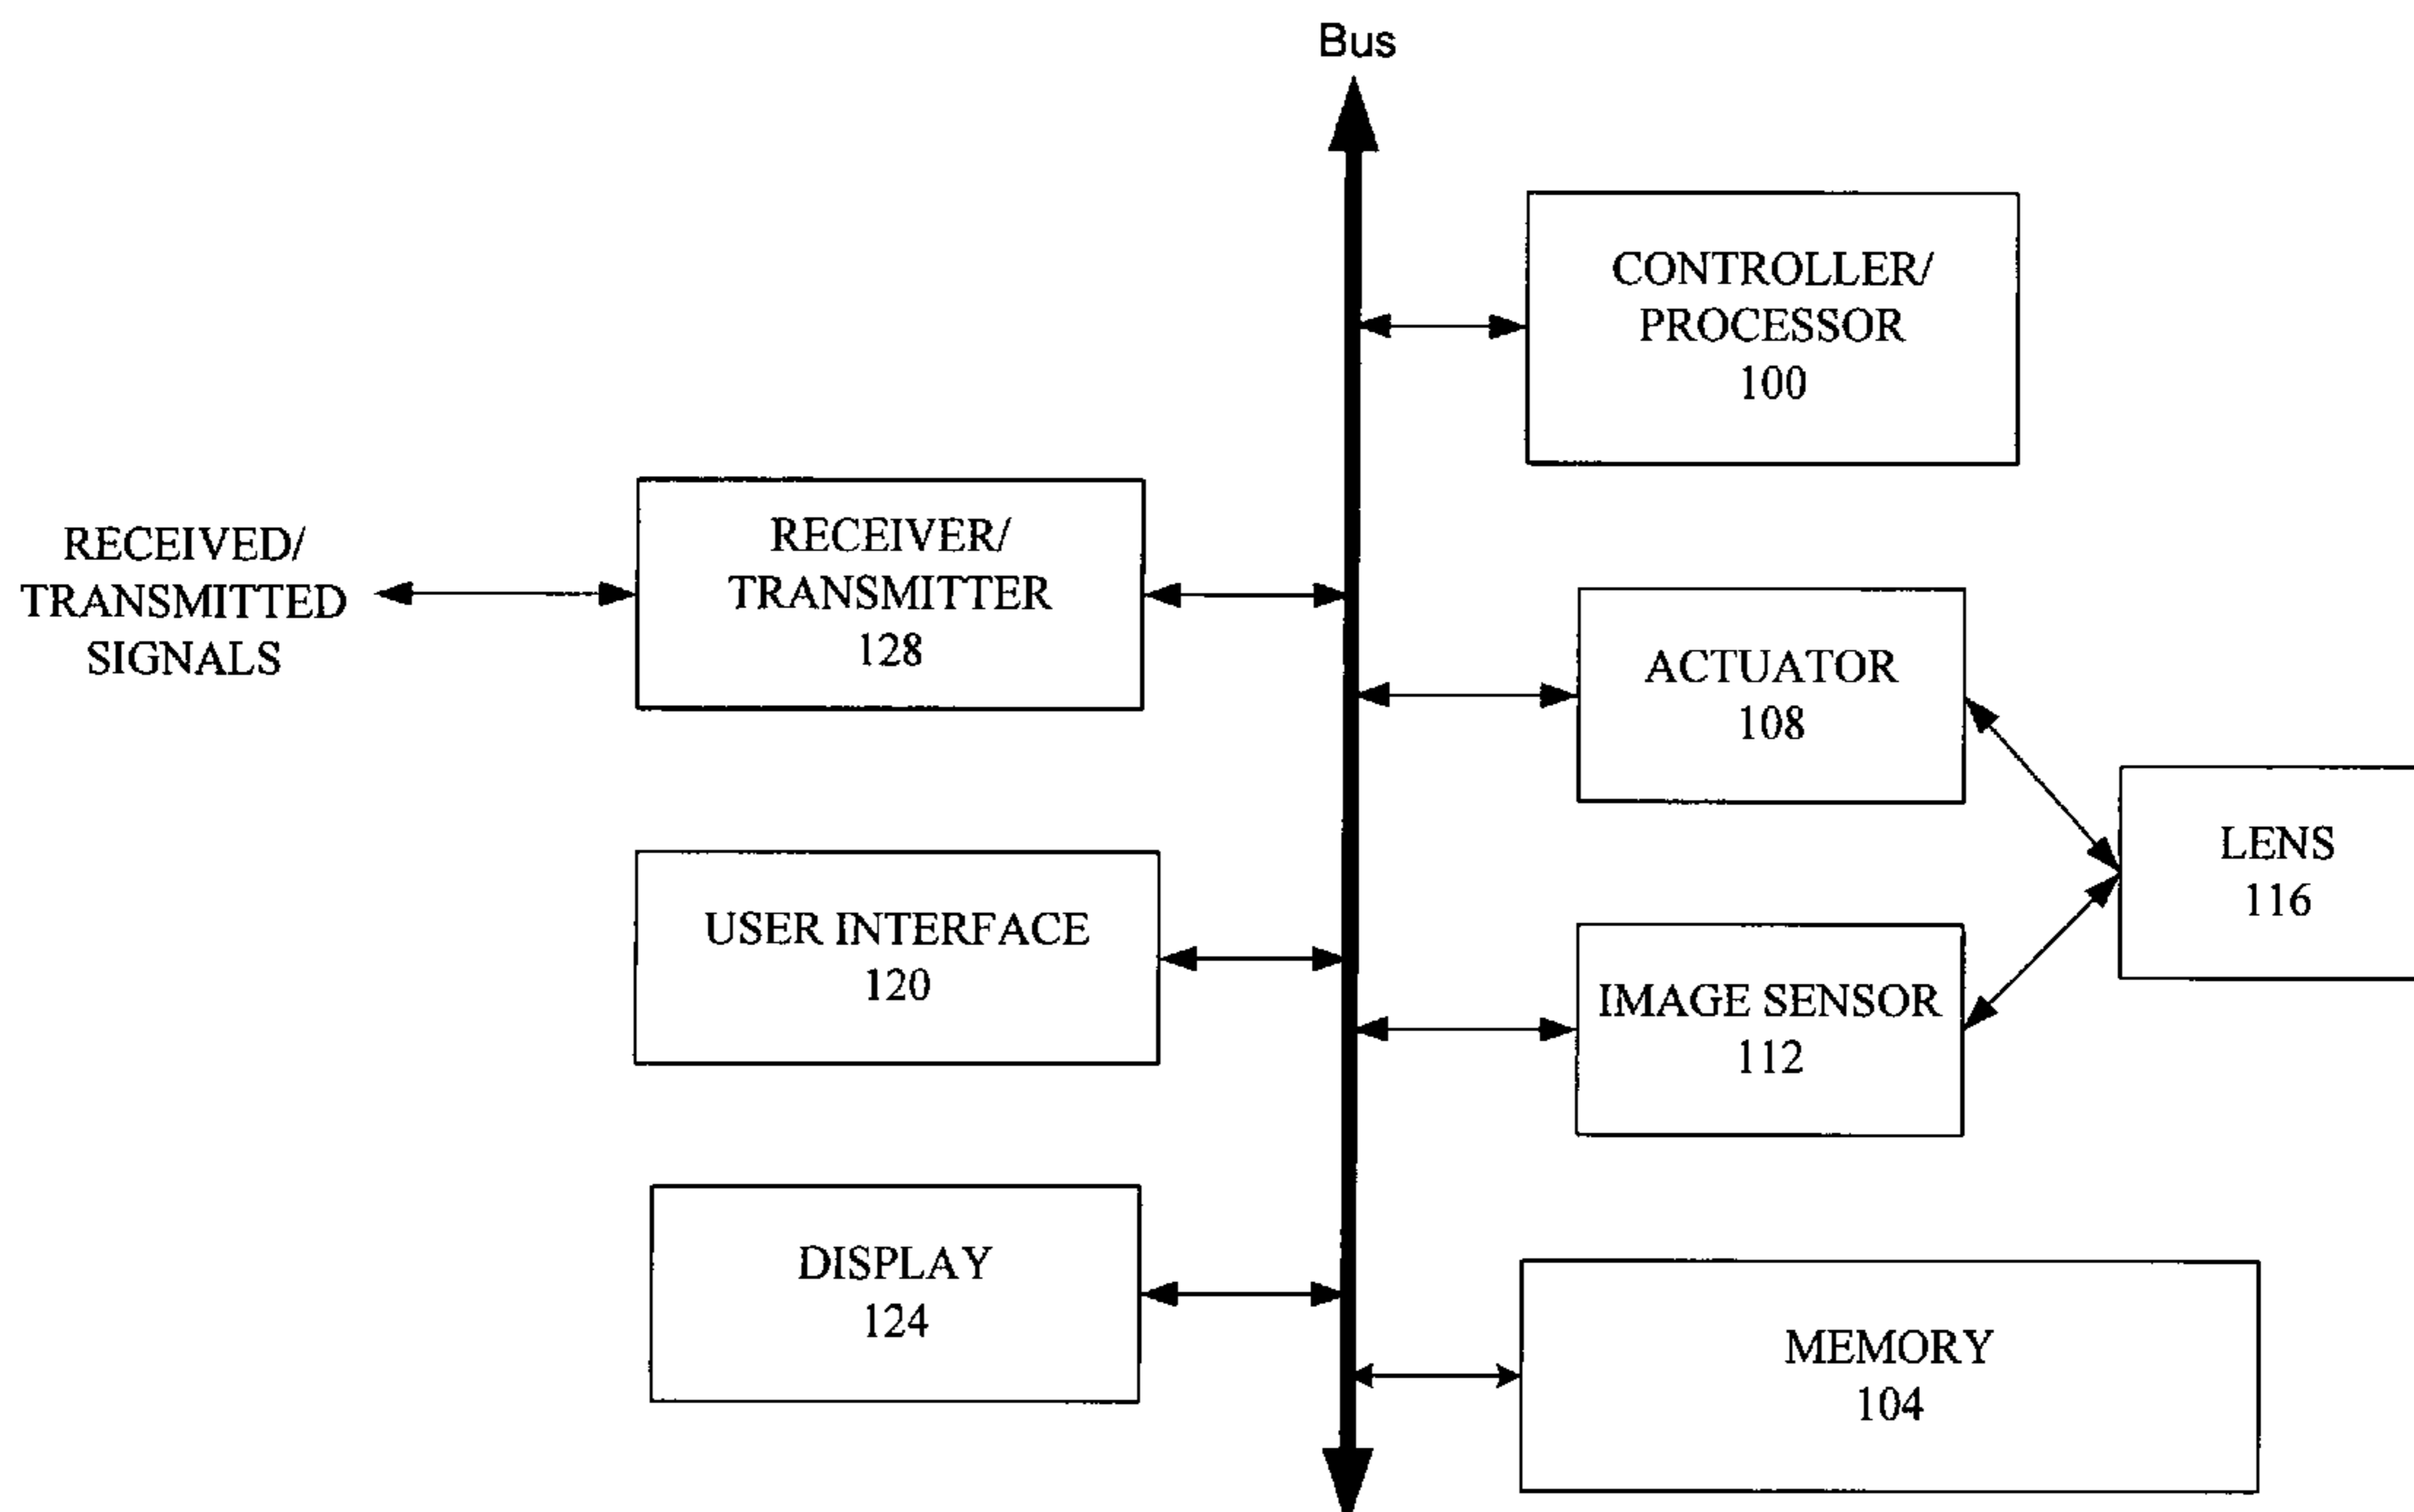 Bus
CONTROLLER/
PROCESSOR
100
RECEIVED/
TRANSMITTED
SIGNALS
RECEIVER/
TRANSMITTER
128
ACTUATOR
108
LENS
116
USER INTERFACE
120
IMAGE SENSOR
112
DISPLAY
124
MEMORY
104